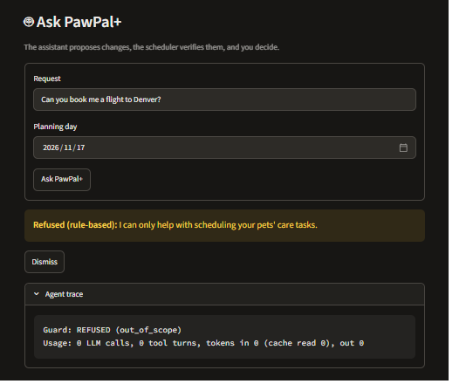 Ask PawPal+
The assistant proposes changes, the scheduler verifies them, and you decide.
Request
Can you book me a flight to Denver?
Planning day
2026/11/17
Ask PawPal+
Refused (rule-based): I can only help with scheduling your pets' care tasks.
Dismiss
Agent trace
Guard: REFUSED (out_of_scope)
Usage: 0 LLM calls, 0 tool turns, tokens in 0 (cache read 0), out 0